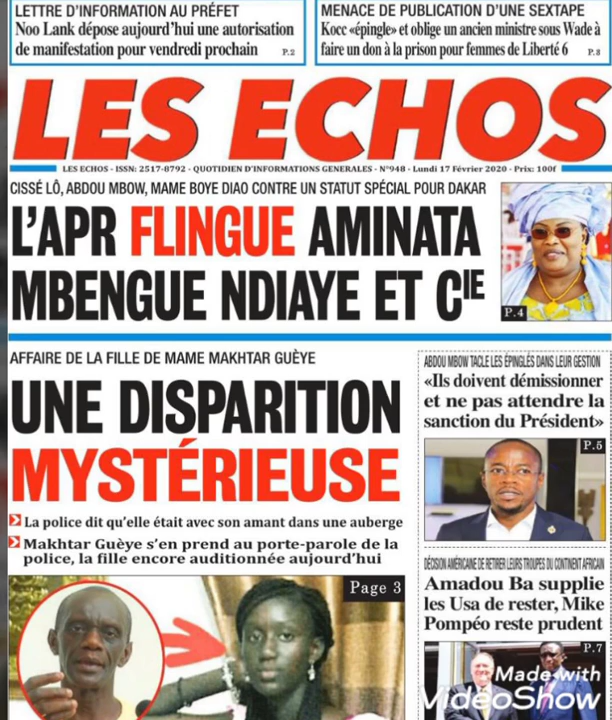 LETTRE D'INFORMATION AU PRÉFET
Noo Lank dépose aujourd'hui une autorisation
de manifestation pour vendredi prochain P.2
MENACE DE PUBLICATION D'UNE SEXTAPE
Kocc «épingle» et oblige un ancien ministre sous Wade à
faire un don à la prison pour femmes de Liberté 6 P.3
LES ECHOS
LES ECHOS - ISSN: 2517-8792 - QUOTIDIEN D'INFORMATIONS GENERALES - N°948 - Lundi 17 Février 2020 - Prix: 100f
CISSÉ LÔ, ABDOU MBOW, MAME BOYE DIAO CONTRE UN STATUT SPÉCIAL POUR DAKAR
L'APR FLINGUE AMINATA
MBENGUE NDIAYE ET CIE
P.4
AFFAIRE DE LA FILLE DE MAME MAKHTAR GUÈYE
UNE DISPARITION
MYSTÉRIEUSE
La police dit qu'elle était avec son amant dans une auberge
Makhtar Guèye s'en prend au porte-parole de la
police, la fille encore auditionnée aujourd'hui
Page 3
ABDOU MBOW TACLE LES ÉPINGLÉS DANS LEUR GESTION
«Ils doivent démissionner
et ne pas attendre la
sanction du Président»
P.5
DÉCISION AMÉRICAINE DE RETIRER LEURS TROUPES DU CONTINENT AFRICAIN
Amadou Ba supplie
les Usa de rester, Mike
Pompéo reste prudent
P.7
Made with
VideoShow